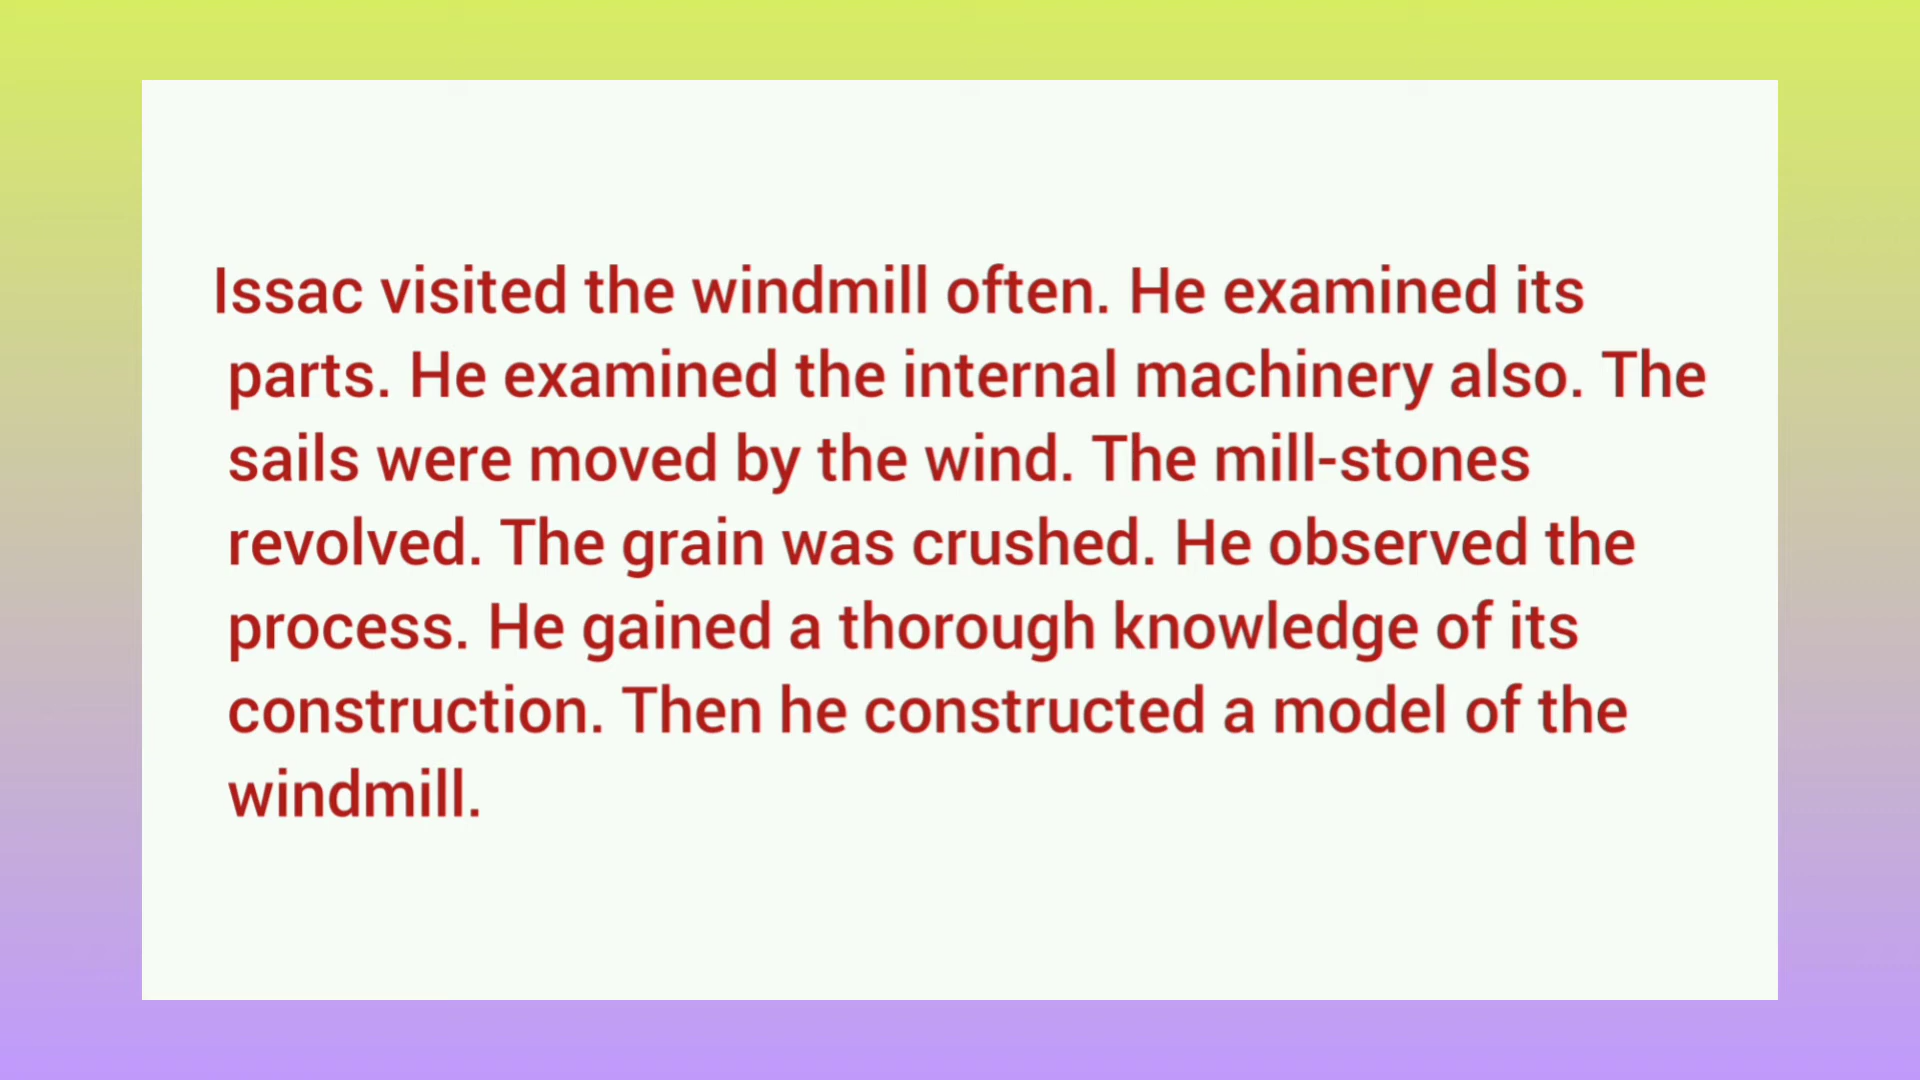 Issac visited the windmill often. He examined its
parts. He examined the internal machinery also. The
sails were moved by the wind. The mill-stones
revolved. The grain was crushed. He observed the
process. He gained a thorough knowledge of its
construction. Then he constructed a model of the
windmill.